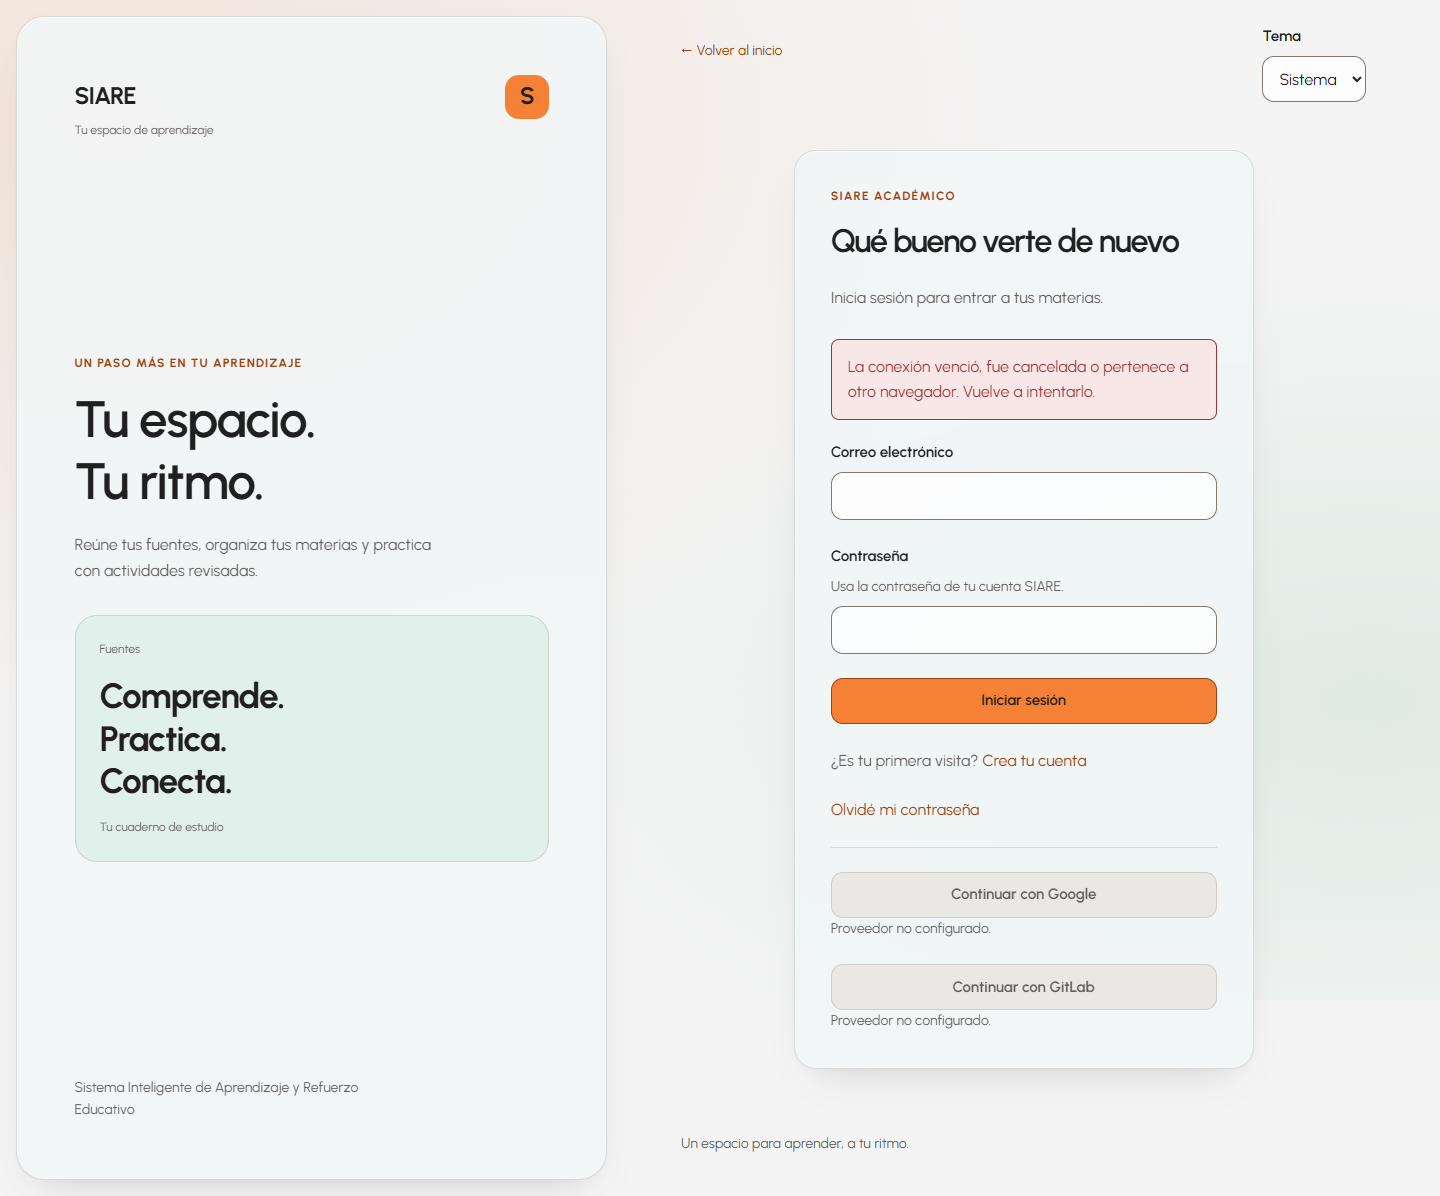 SIARE
S
Tu espacio de aprendizaje
UN PASO MÁS EN TU APRENDIZAJE
Tu espacio.
Tu ritmo.
Reúne tus fuentes, organiza tus materias y practica
con actividades revisadas.
Fuentes
Comprende.
Practica.
Conecta.
Tu cuaderno de estudio
Sistema Inteligente de Aprendizaje y Refuerzo
Educativo
← Volver al inicio
Tema
Sistema
SIARE ACADÉMICO
Qué bueno verte de nuevo
Inicia sesión para entrar a tus materias.
La conexión venció, fue cancelada o pertenece a
otro navegador. Vuelve a intentarlo.
Correo electrónico
Contraseña
Usa la contraseña de tu cuenta SIARE.
Iniciar sesión
¿Es tu primera visita? Crea tu cuenta
Olvidé mi contraseña
Continuar con Google
Proveedor no configurado.
Continuar con GitLab
Proveedor no configurado.
Un espacio para aprender, a tu ritmo.